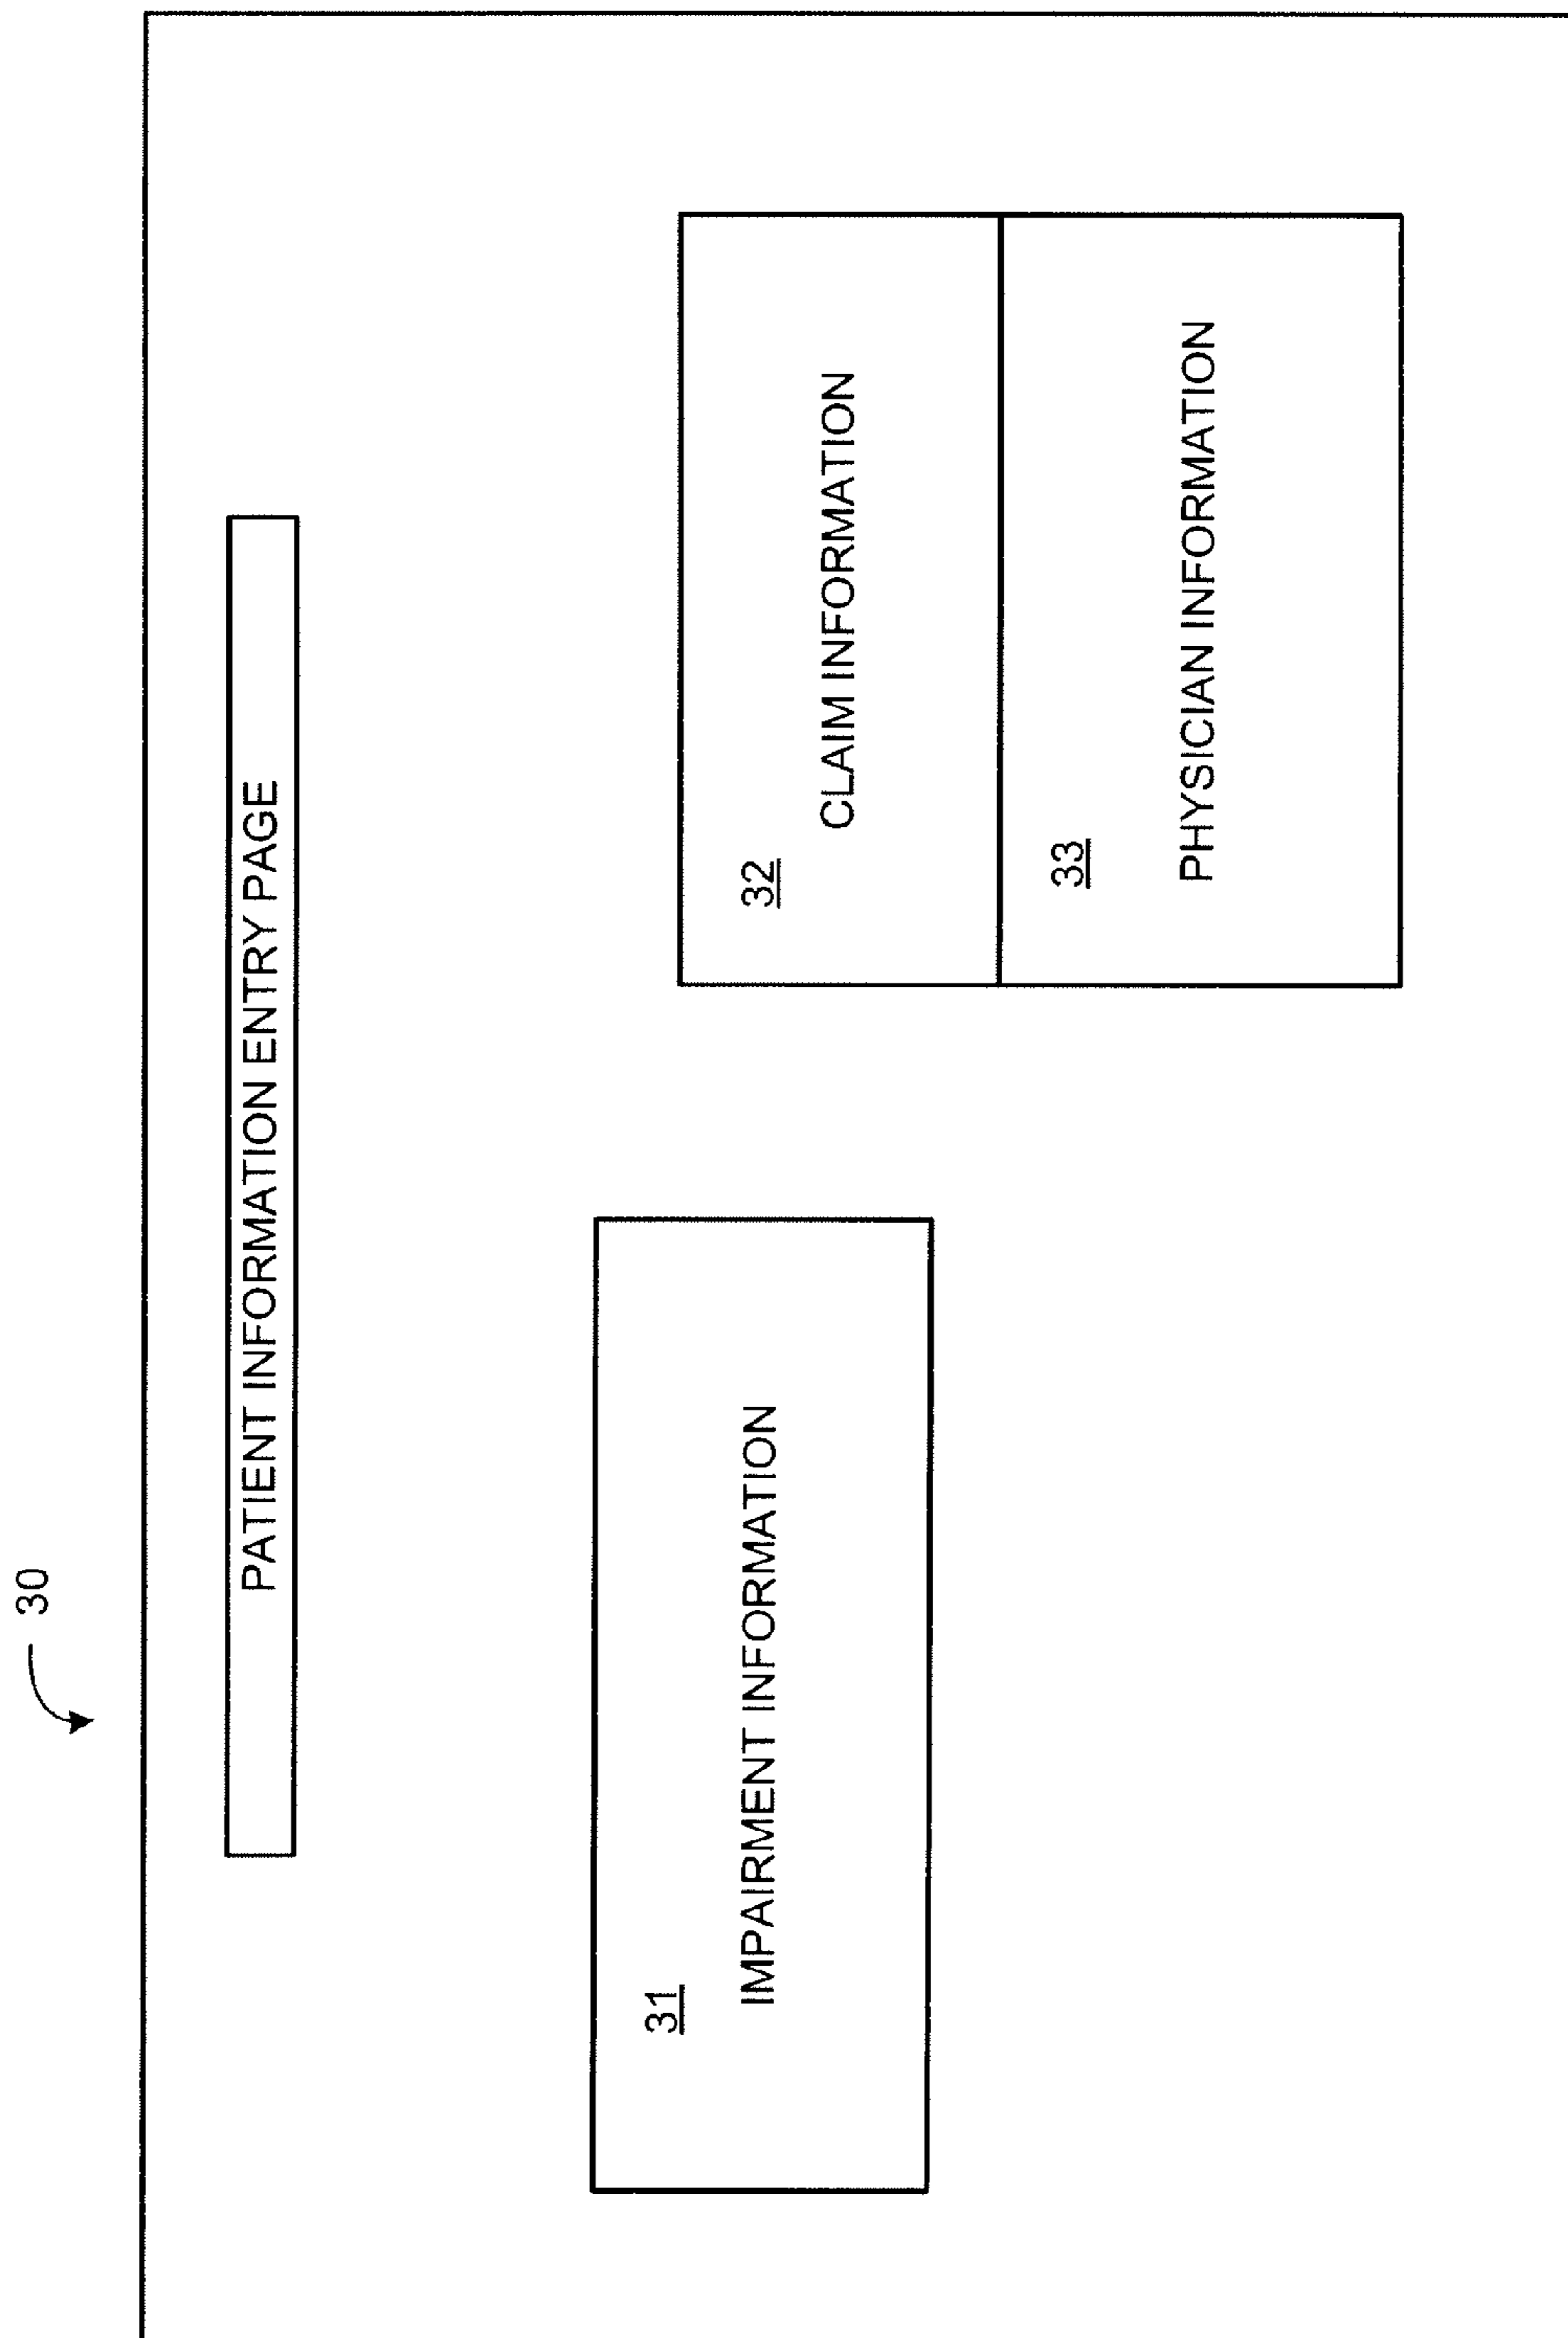 30
PATIENT INFORMATION ENTRY PAGE
31
IMPAIRMENT INFORMATION
32
CLAIM INFORMATION
33
PHYSICIAN INFORMATION